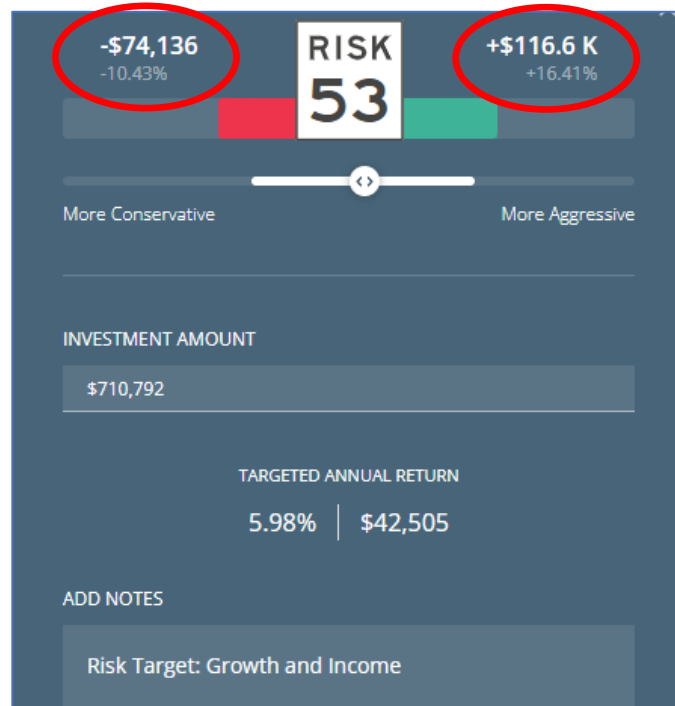 -$74,136
-10.43%
RISK
53
+$116.6 K
+16.41%
More Conservative
More Aggressive
INVESTMENT AMOUNT
$710,792
TARGETED ANNUAL RETURN
5.98% | $42,505
ADD NOTES
Risk Target: Growth and Income